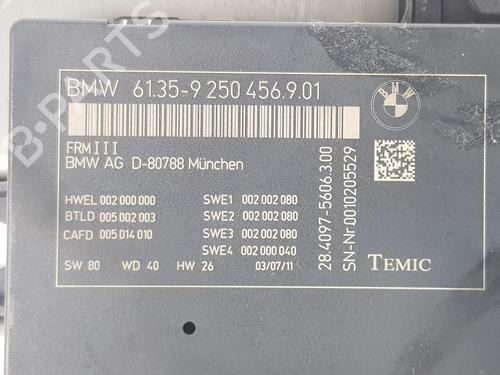 BMW 61.35-9 250 456.9.01
BMW
FRM III
BMW AG D-80788 München
HWEL 002 000 000
SWE1 002 002 080
BTLD 005 002 003
SWE2 002 002 080
CAFD 005 014 010
SWE3 002 002 080
SWE4 002 000 040
SW 80 WD 40 HW 26 03/07/11
28.4097-5606.3.00
SN-Nr0010205529
TEMIC
B-PARTS